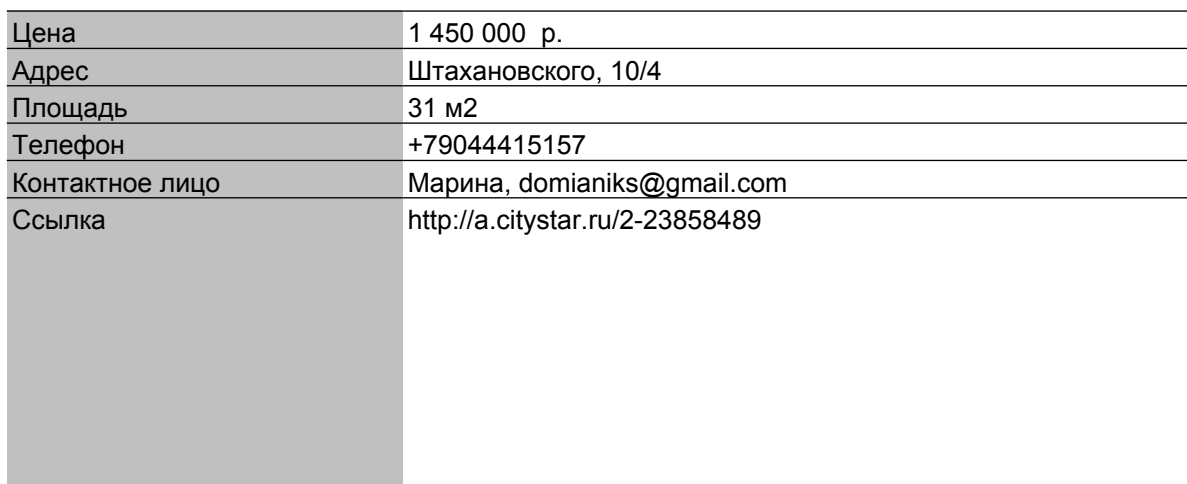 Цена 1 450 000 р.
Адрес Штахановского, 10/4
Площадь 31 м2
Телефон +79044415157
Контактное лицо Марина, domianiks@gmail.com
Ссылка http://a.citystar.ru/2-23858489